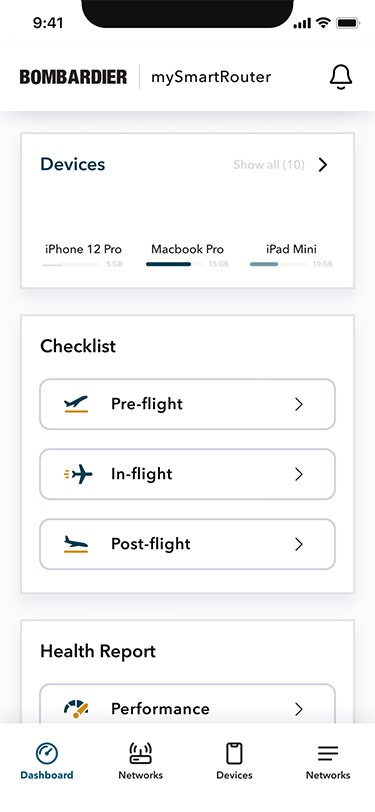 9:41
BOMBARDIER mySmartRouter
Devices Show all (10)
iPhone 12 Pro Macbook Pro iPad Mini
5 GB 15 GB 10 GB
Checklist
Pre-flight
In-flight
Post-flight
Health Report
Performance
Dashboard Networks Devices Networks